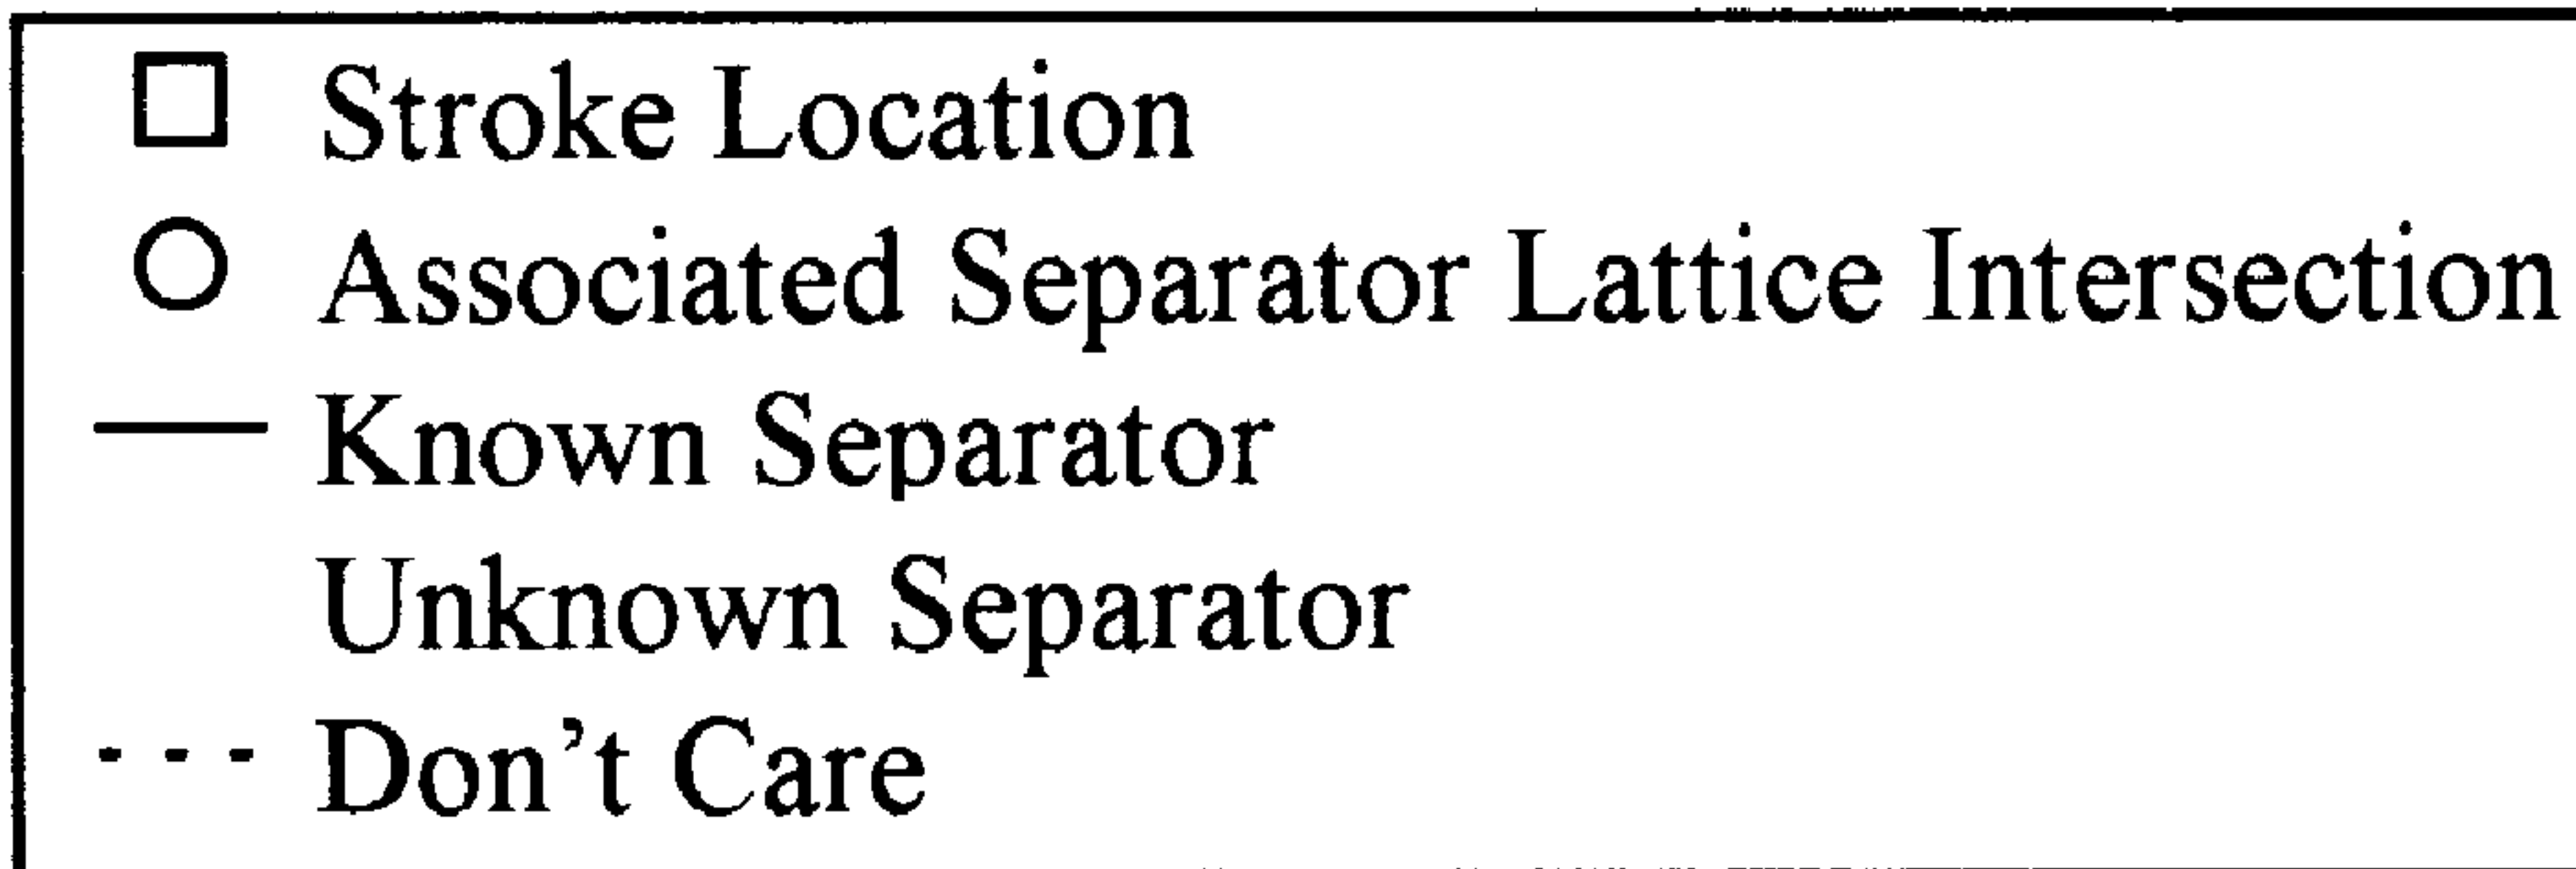 Stroke Location
Associated Separator Lattice Intersection
Known Separator
Unknown Separator
Don’t Care